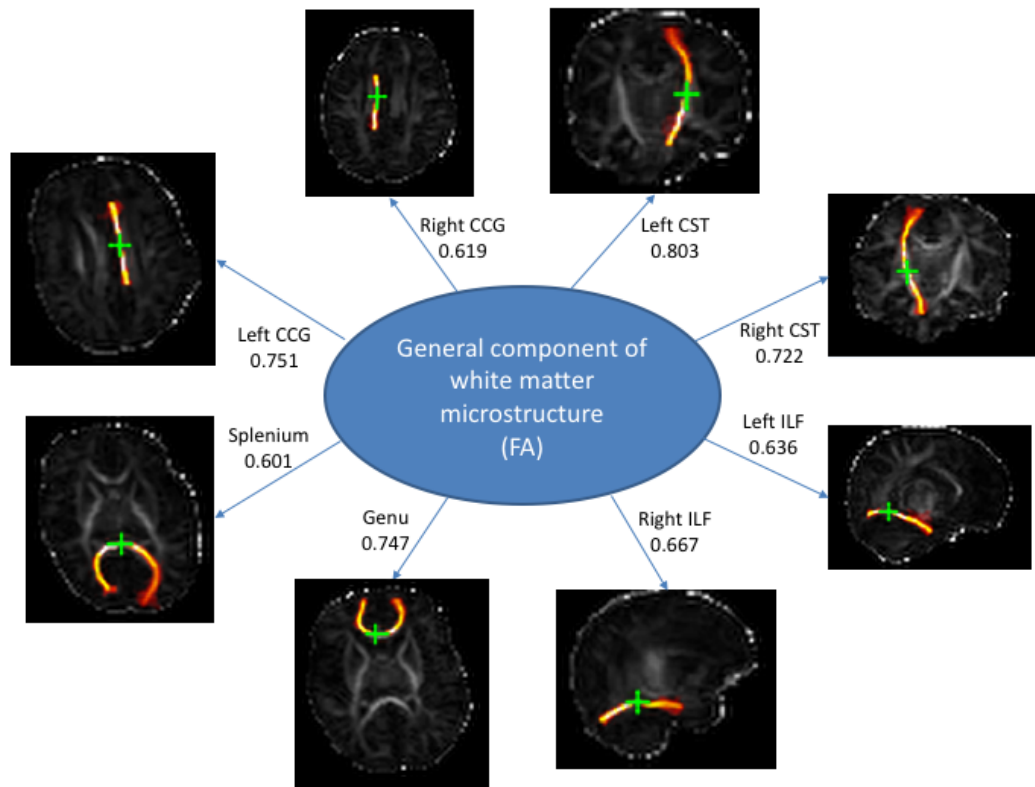 Right CCG
0.619
Left CST
0.803
Left CCG
0.751
Right CST
0.722
General component of
white matter
microstructure
(FA)
Splenium
0.601
Left ILF
0.636
Genu
0.747
Right ILF
0.667